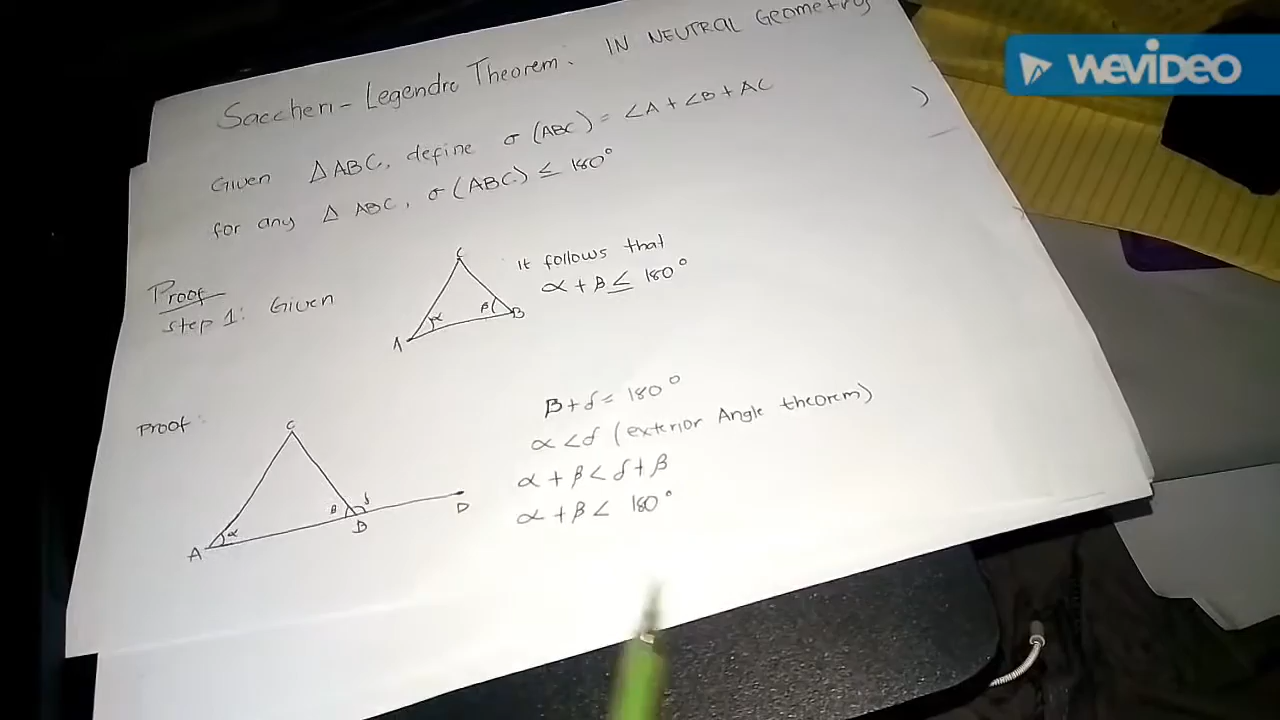 WEVIDEO
Saccheri - Legendre Theorem: IN NEUTRAL Geometry
Given △ABC, define σ(ABC) = ∠A + ∠B + AC
for any △ ABC, σ(ABC) ≤ 180°
Proof
Step 1: Given
C
A
B
α
β
It follows that
α + β ≤ 180°
Proof:
C
A
B
D
α
β
δ
β + δ = 180°
α < δ (exterior Angle theorem)
α + β < δ + β
α + β < 180°